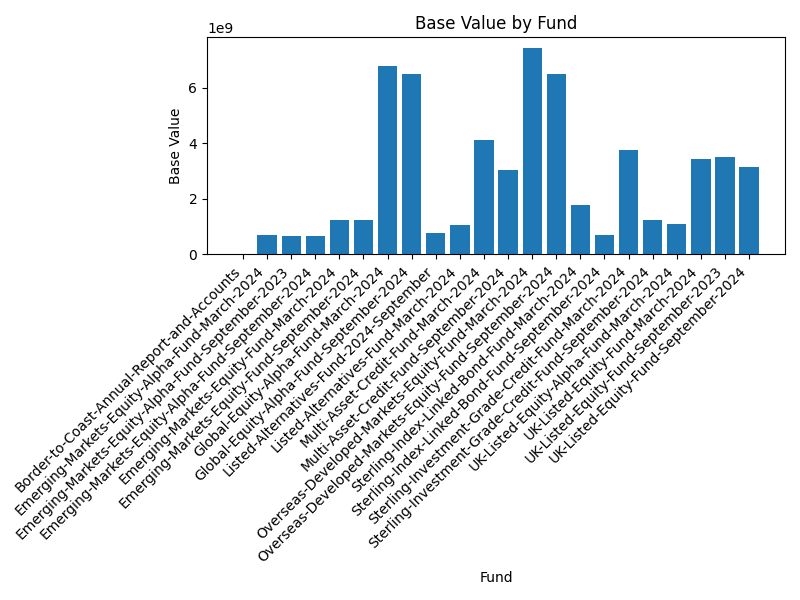 Base Value by Fund
1e9
Base Value
6
4
2
0
Border-to-Coast-Annual-Report-and-Accounts
Emerging-Markets-Equity-Alpha-Fund-March-2024
Emerging-Markets-Equity-Alpha-Fund-September-2023
Emerging-Markets-Equity-Alpha-Fund-September-2024
Emerging-Markets-Equity-Fund-March-2024
Emerging-Markets-Equity-Fund-September-2024
Global-Equity-Alpha-Fund-March-2024
Global-Equity-Alpha-Fund-September-2024
Listed-Alternatives-Fund-2024-September
Listed-Alternatives-Fund-March-2024
Multi-Asset-Credit-Fund-March-2024
Multi-Asset-Credit-Fund-September-2024
Overseas-Developed-Markets-Equity-Fund-March-2024
Overseas-Developed-Markets-Equity-Fund-September-2024
Sterling-Index-Linked-Bond-Fund-March-2024
Sterling-Index-Linked-Bond-Fund-September-2024
Sterling-Investment-Grade-Credit-Fund-March-2024
Sterling-Investment-Grade-Credit-Fund-September-2024
UK-Listed-Equity-Alpha-Fund-March-2024
UK-Listed-Equity-Fund-March-2024
UK-Listed-Equity-Fund-September-2023
UK-Listed-Equity-Fund-September-2024
Fund